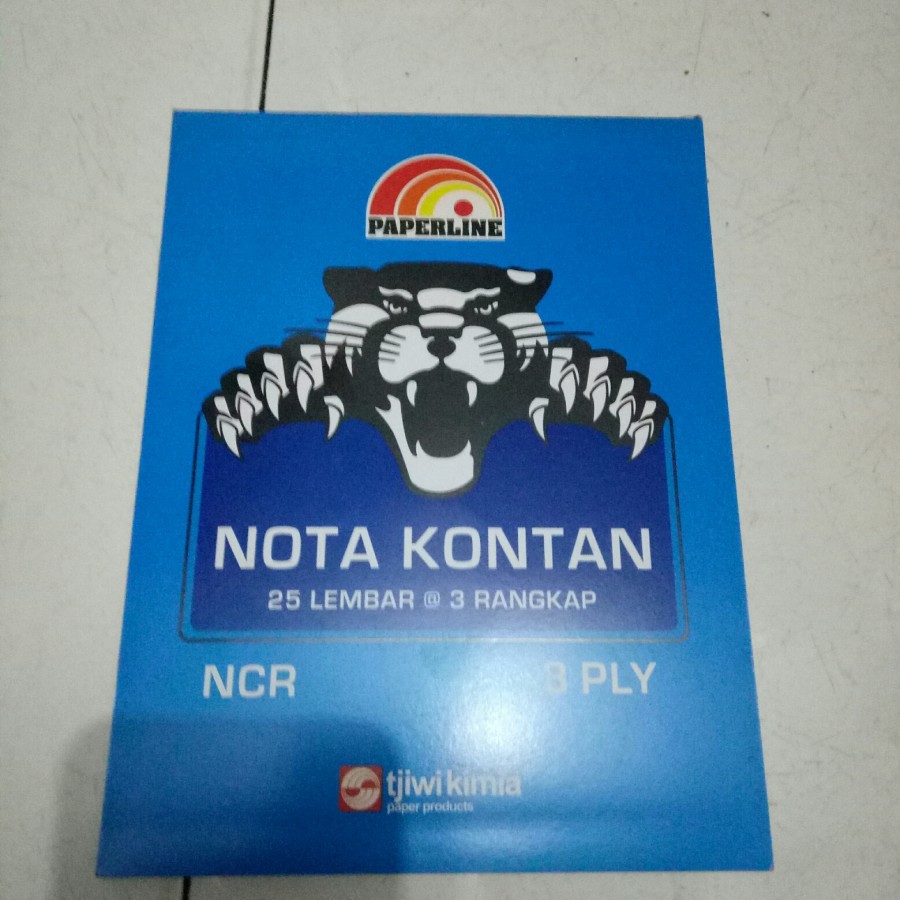 PAPERLINE
NOTA KONTAN
25 LEMBAR @ 3 RANGKAP
NCR 3 PLY
tjiwi kimia
paper products